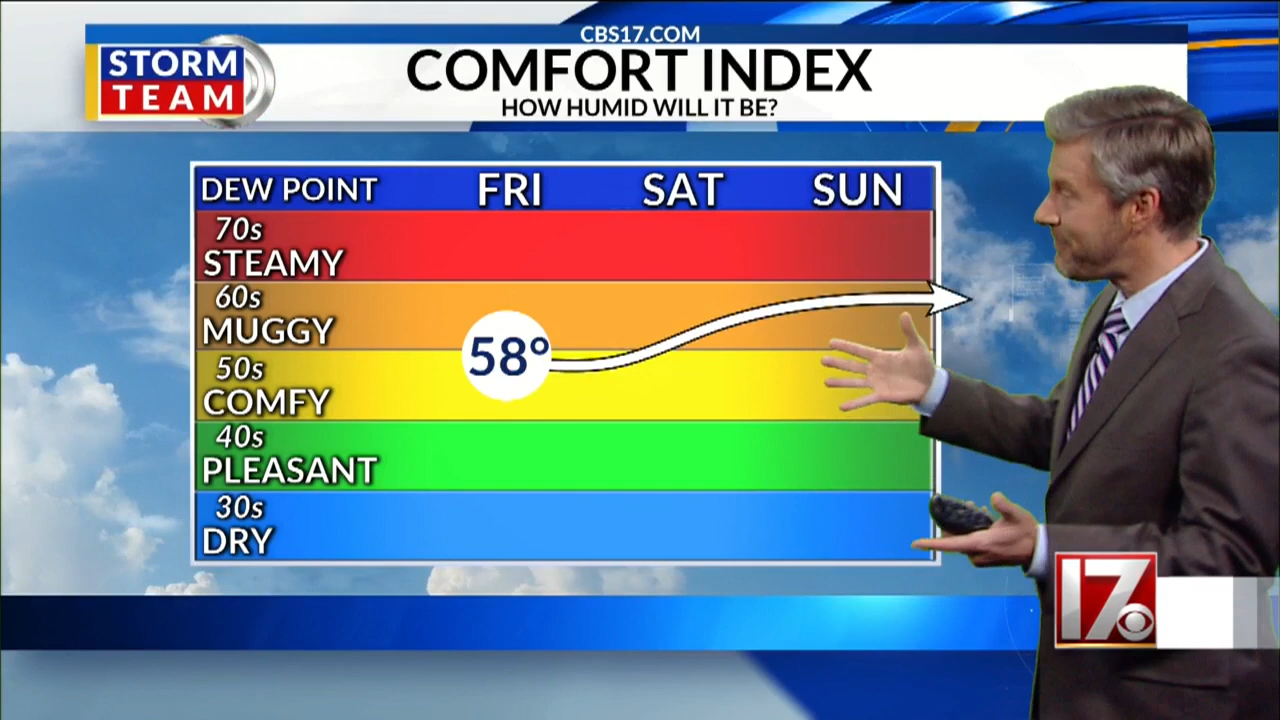 CBS17.COM
STORM
TEAM
COMFORT INDEX
HOW HUMID WILL IT BE?
DEW POINT FRI SAT SUN
70s
STEAMY
60s
MUGGY
58°
50s
COMFY
40s
PLEASANT
30s
DRY
17